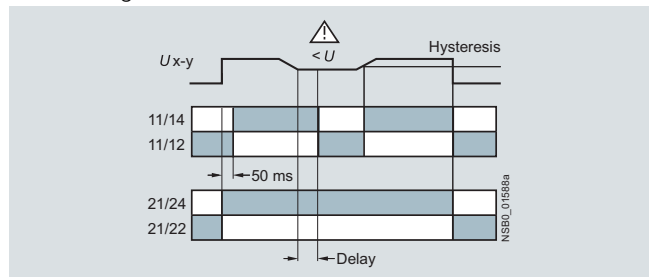 < U
Hysteresis
U x-y
11/14
11/12
50 ms
21/24
21/22
Delay
NSB0_01588a